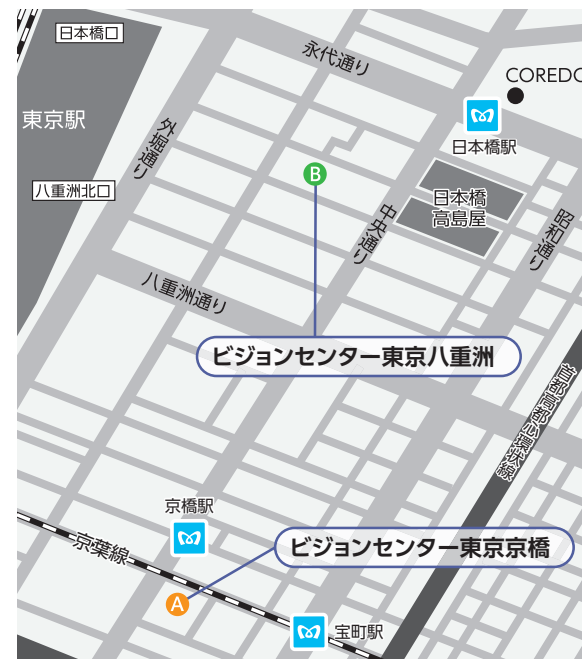 日本橋口
永代通り
COREDO
東京駅
外堀通り
日本橋駅
八重洲北口
B
日本橋
高島屋
中央通り
昭和通り
八重洲通り
ビジョンセンター東京八重洲
首都高都心環状線
京橋駅
京葉線
ビジョンセンター東京京橋
A
宝町駅